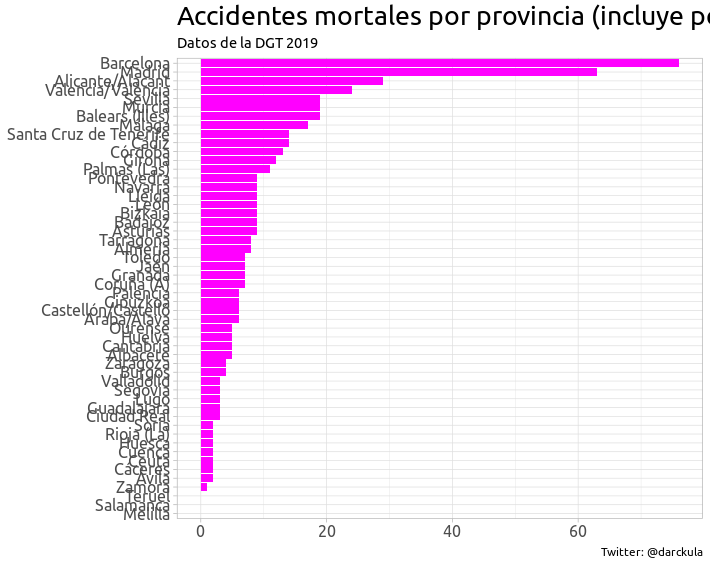 Accidentes mortales por provincia (incluye pe
Datos de la DGT 2019
Barcelona
Madrid
Alicante/Alacant
Valencia/València
Sevilla
Murcia
Balears (Illes)
Málaga
Santa Cruz de Tenerife
Cádiz
Córdoba
Girona
Palmas (Las)
Pontevedra
Navarra
Lleida
León
Bizkaia
Badajoz
Asturias
Tarragona
Almería
Toledo
Jaén
Granada
Coruña (A)
Palencia
Gipuzkoa
Castellón/Castelló
Araba/Álava
Ourense
Huelva
Cantabria
Albacete
Zaragoza
Burgos
Valladolid
Segovia
Lugo
Guadalajara
Ciudad Real
Soria
Rioja (La)
Huesca
Cuenca
Ceuta
Cáceres
Ávila
Zamora
Teruel
Salamanca
Melilla
0 20 40 60
Twitter: @darckula